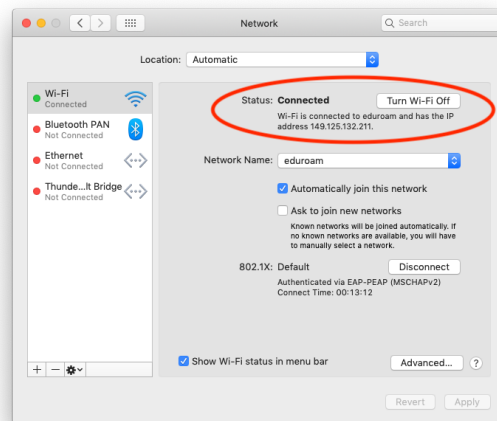 Network
Search
Location: Automatic
Wi-Fi
Connected
Bluetooth PAN
Not Connected
Ethernet
Not Connected
Thunde...lt Bridge
Not Connected
Status: Connected
Turn Wi-Fi Off
Wi-Fi is connected to eduroam and has the IP
address 149.125.132.211.
Network Name: eduroam
Automatically join this network
Ask to join new networks
Known networks will be joined automatically. If
no known networks are available, you will have
to manually select a network.
802.1X: Default
Disconnect
Authenticated via EAP-PEAP (MSCHAPv2)
Connect Time: 00:13:12
Show Wi-Fi status in menu bar
Advanced...
?
Revert
Apply